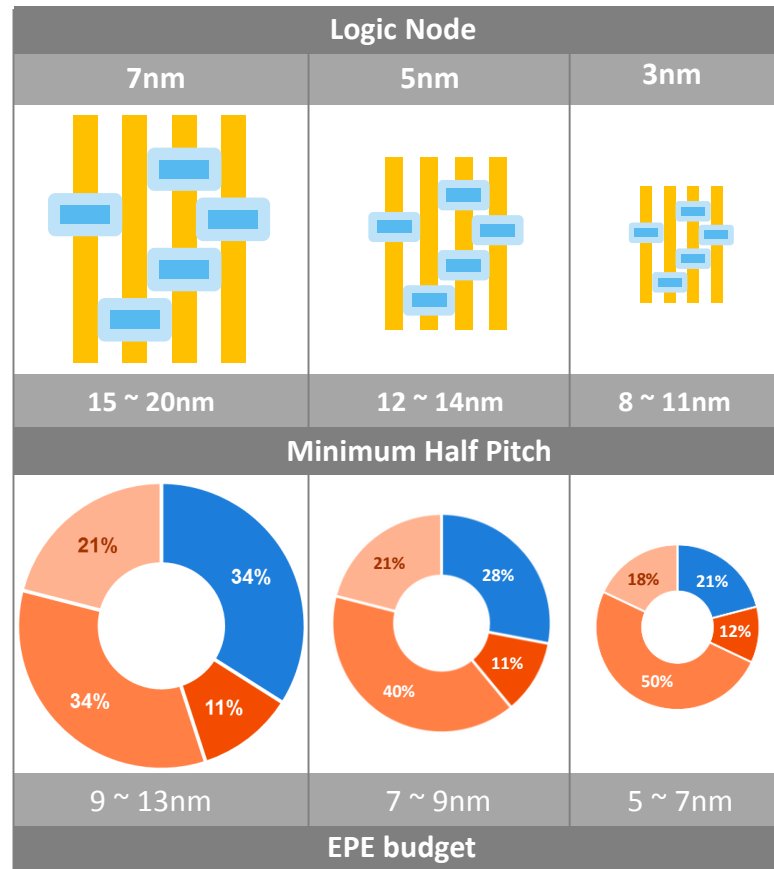 Logic Node
7nm 5nm 3nm
15 ~ 20nm 12 ~ 14nm 8 ~ 11nm
Minimum Half Pitch
21% 34% 34% 11%
21% 28% 40% 11%
18% 21% 50% 12%
9 ~ 13nm 7 ~ 9nm 5 ~ 7nm
EPE budget